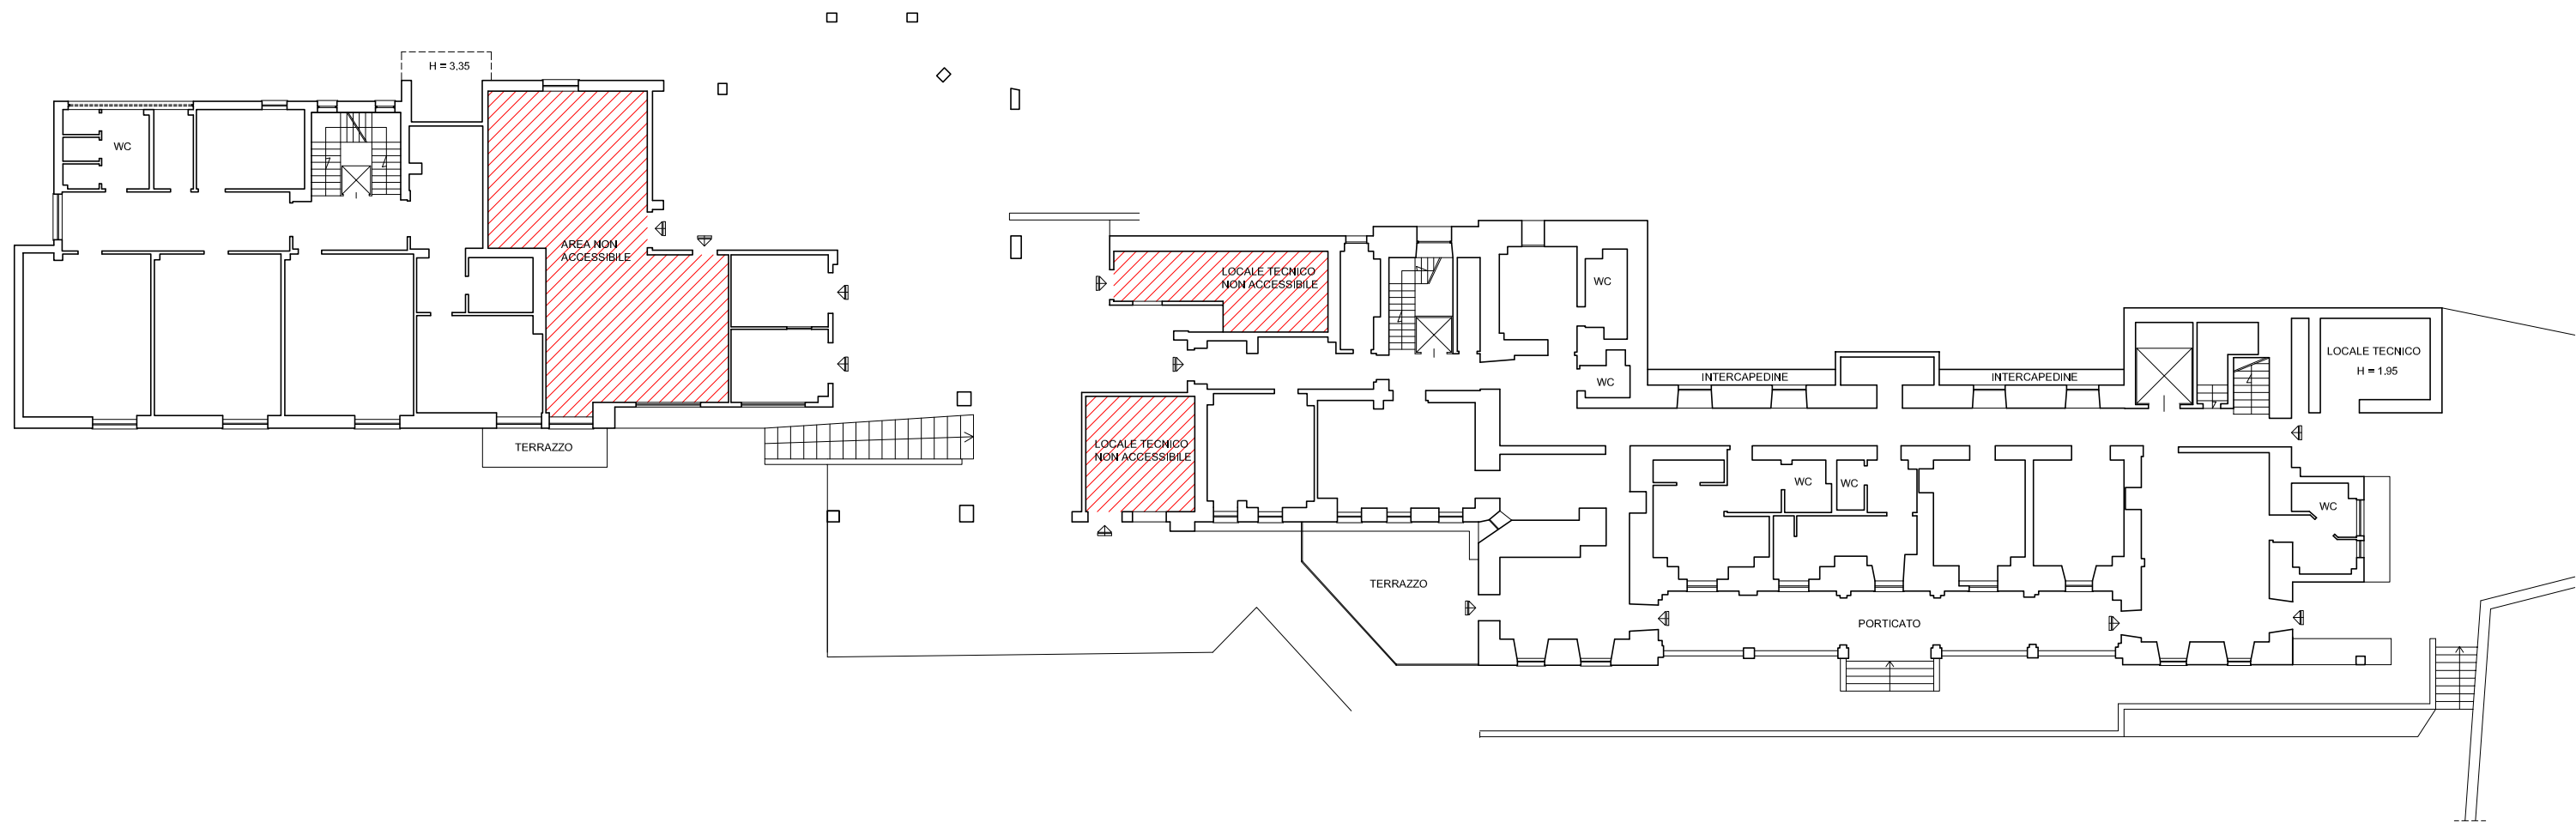 H = 3,35
WC
AREA NON
ACCESSIBILE
TERRAZZO
LOCALE TECNICO
NON ACCESSIBILE
LOCALE TECNICO
NON ACCESSIBILE
WC
WC
INTERCAPEDINE
INTERCAPEDINE
LOCALE TECNICO
H = 1.95
WC
WC
WC
TERRAZZO
PORTICATO